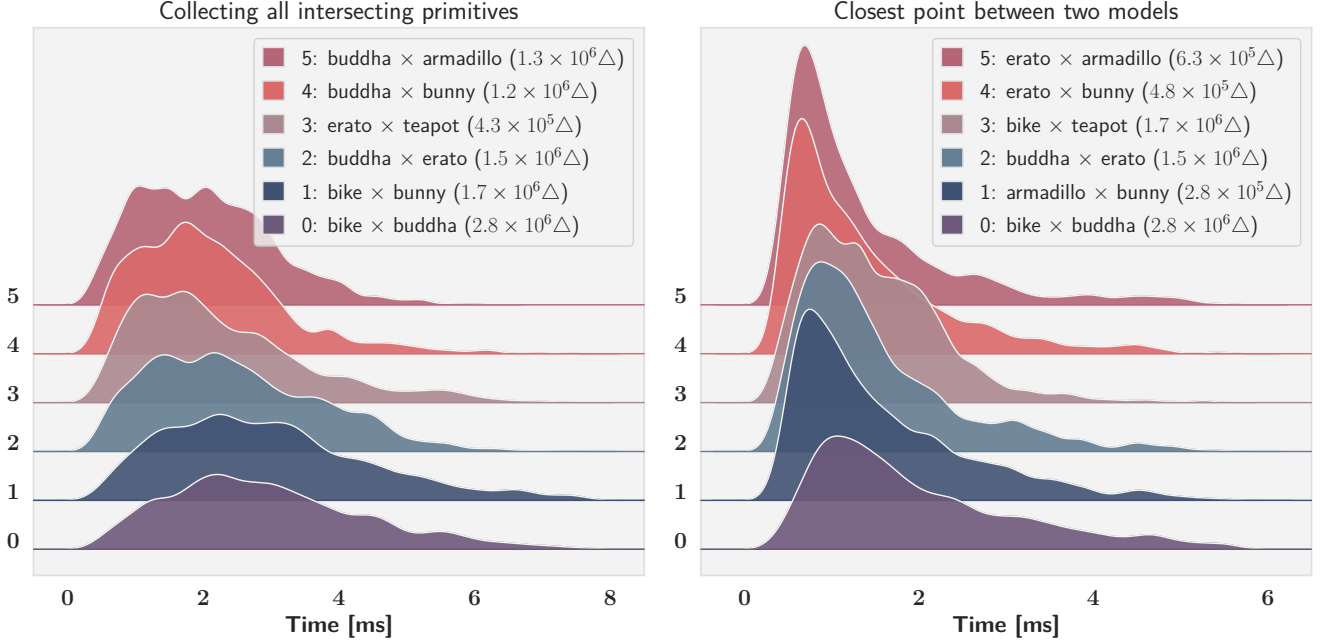 Collecting all intersecting primitives
5: buddha × armadillo (1.3 × 10⁶△)
4: buddha × bunny (1.2 × 10⁶△)
3: erato × teapot (4.3 × 10⁵△)
2: buddha × erato (1.5 × 10⁶△)
1: bike × bunny (1.7 × 10⁶△)
0: bike × buddha (2.8 × 10⁶△)
5
4
3
2
1
0
0 2 4 6 8
Time [ms]
Closest point between two models
5: erato × armadillo (6.3 × 10⁵△)
4: erato × bunny (4.8 × 10⁵△)
3: bike × teapot (1.7 × 10⁶△)
2: buddha × erato (1.5 × 10⁶△)
1: armadillo × bunny (2.8 × 10⁵△)
0: bike × buddha (2.8 × 10⁶△)
5
4
3
2
1
0
0 2 4 6
Time [ms]